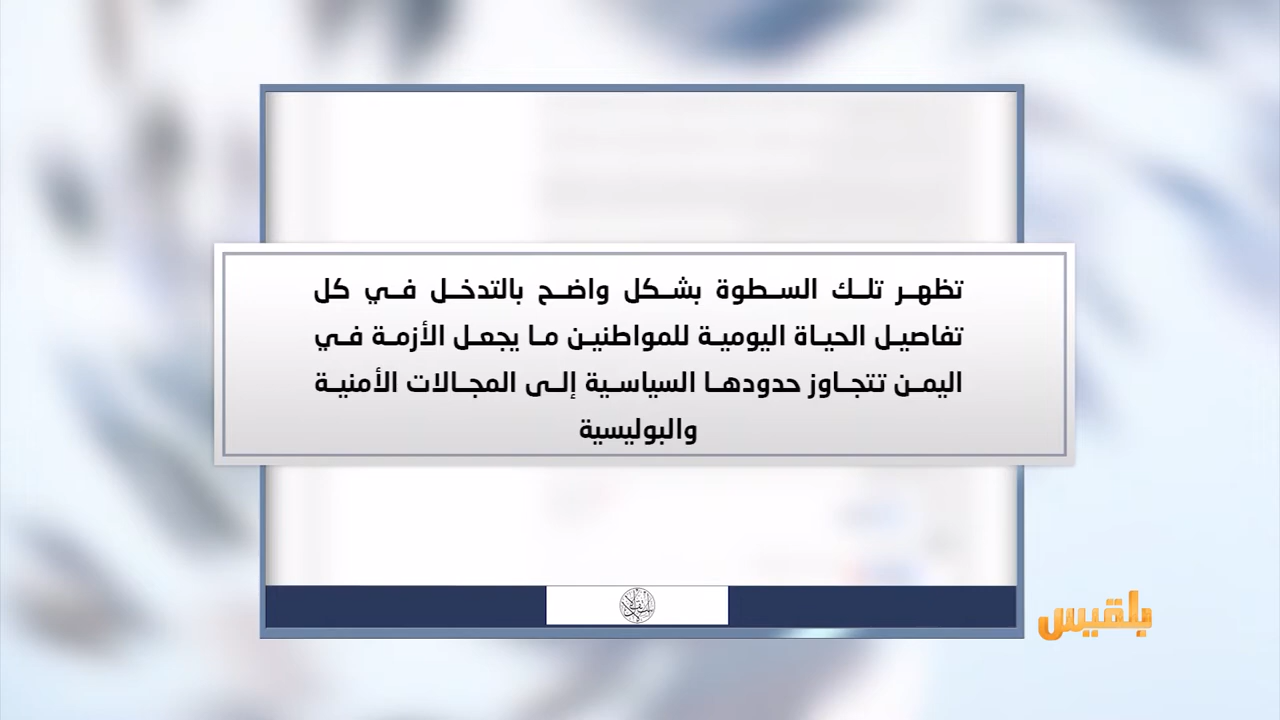 تظهر تلك السطوة بشكل واضح بالتدخل في كل
تفاصيل الحياة اليومية للمواطنين ما يجعل الأزمة في
اليمن تتجاوز حدودها السياسية إلى المجالات الأمنية
والبوليسية
بلقيس